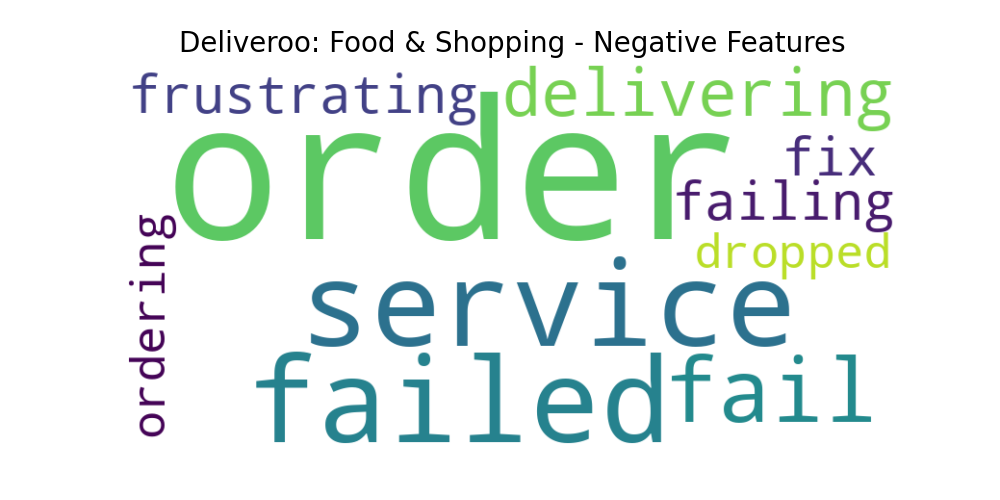 Deliveroo: Food & Shopping - Negative Features
frustrating
delivering
order
fix
failing
dropped
ordering
service
failed
fail